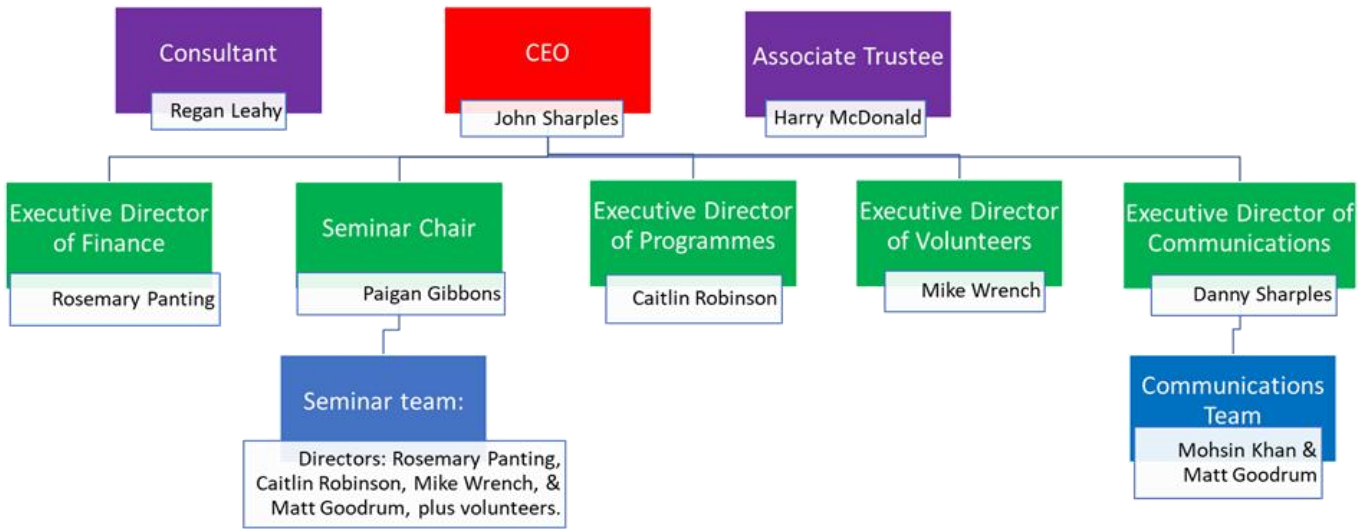 Consultant
Regan Leahy
CEO
John Sharples
Associate Trustee
Harry McDonald
Executive Director
of Finance
Rosemary Panting
Seminar Chair
Paigan Gibbons
Executive Director
of Programmes
Caitlin Robinson
Executive Director
of Volunteers
Mike Wrench
Executive Director of
Communications
Danny Sharples
Seminar team:
Directors: Rosemary Panting,
Caitlin Robinson, Mike Wrench, &
Matt Goodrum, plus volunteers.
Communications
Team
Mohsin Khan &
Matt Goodrum